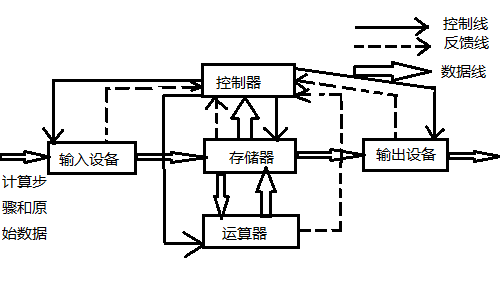 控制线
反馈线
数据线
控制器
输入设备
存储器
输出设备
计算步
骤和原
始数据
运算器